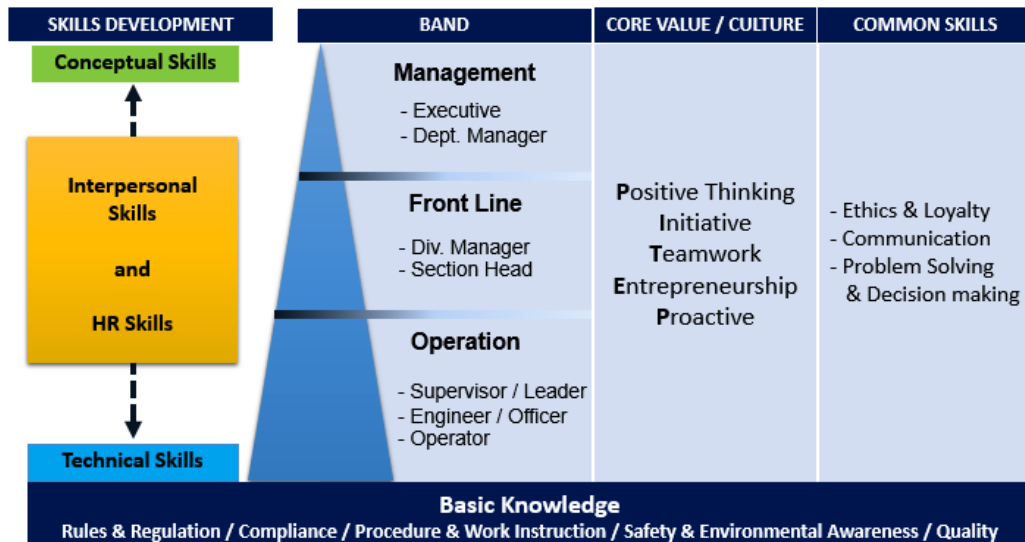 SKILLS DEVELOPMENT
BAND
CORE VALUE / CULTURE
COMMON SKILLS
Conceptual Skills
Interpersonal
Skills
and
HR Skills
Technical Skills
Management
- Executive
- Dept. Manager
Front Line
- Div. Manager
- Section Head
Operation
- Supervisor / Leader
- Engineer / Officer
- Operator
Positive Thinking
Initiative
Teamwork
Entrepreneurship
Proactive
- Ethics & Loyalty
- Communication
- Problem Solving
& Decision making
Basic Knowledge
Rules & Regulation / Compliance / Procedure & Work Instruction / Safety & Environmental Awareness / Quality